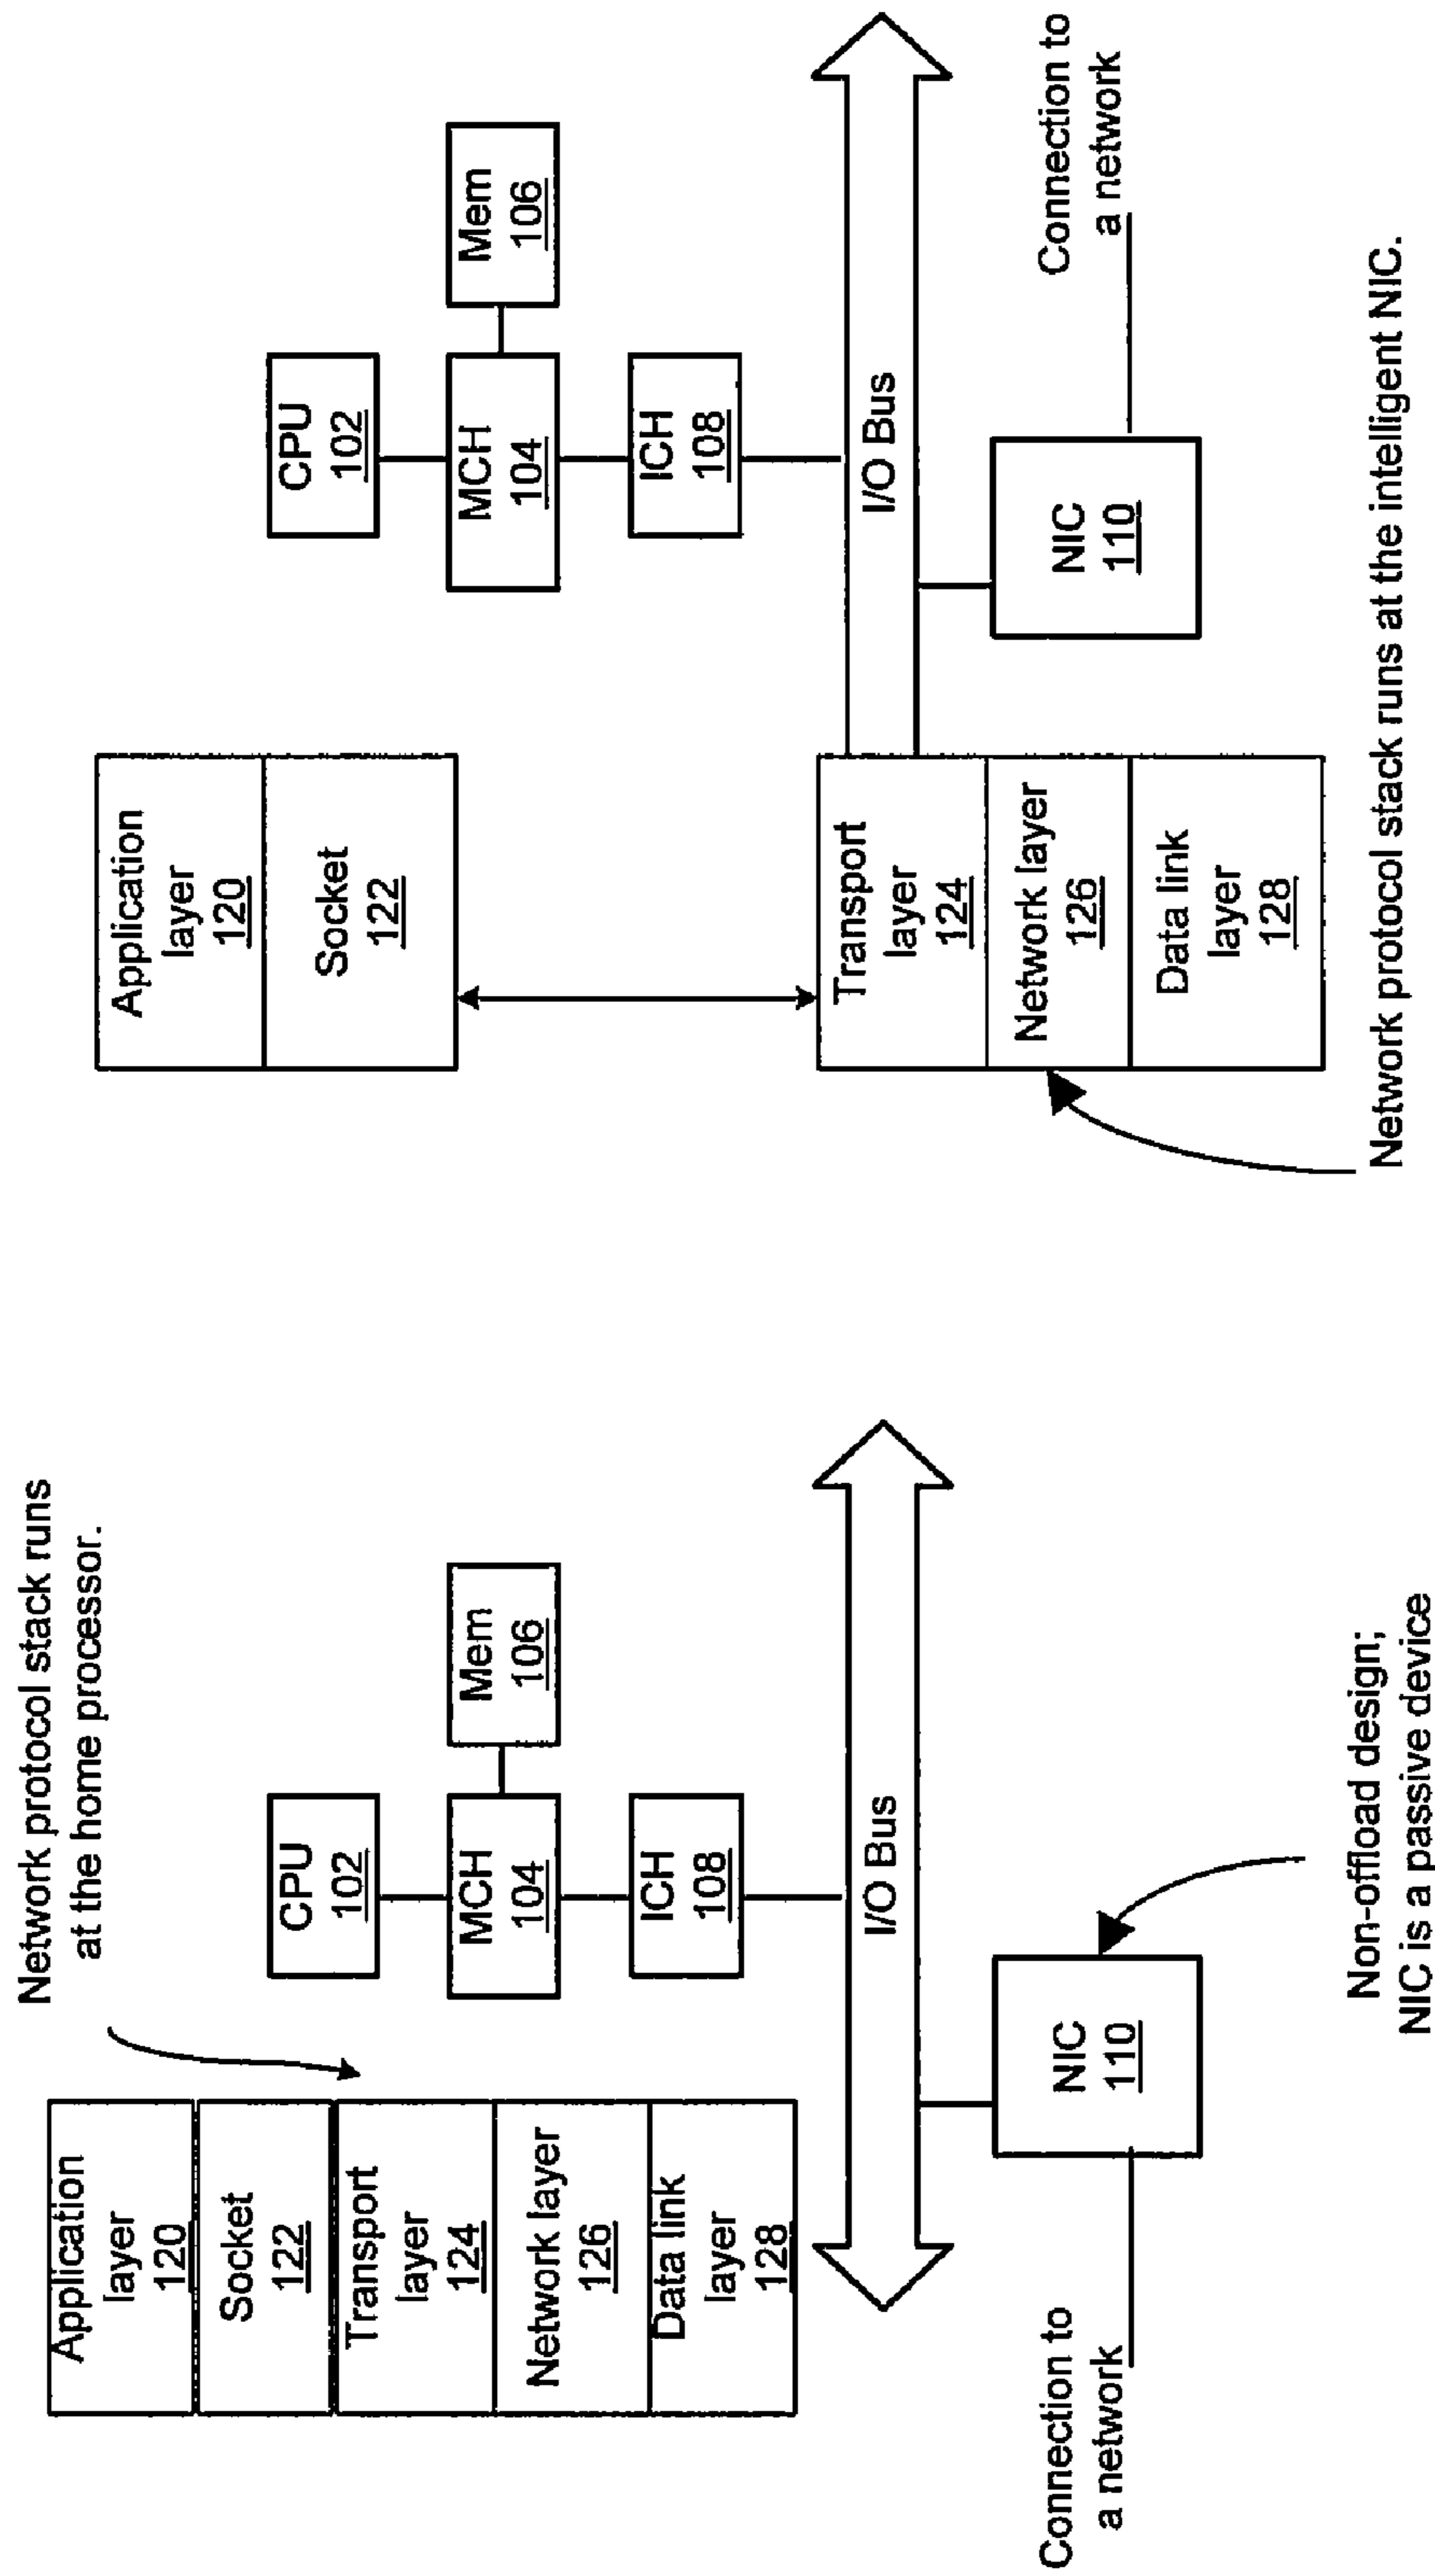 Network protocol stack runs
at the home processor.
Application
layer
120
Socket
122
Transport
layer
124
Network layer
126
Data link
layer
128
CPU
102
MCH
104
Mem
106
ICH
108
I/O Bus
NIC
110
Connection to
a network
Non-offload design;
NIC is a passive device
Application
layer
120
Socket
122
Transport
layer
124
Network layer
126
Data link
layer
128
CPU
102
MCH
104
Mem
106
ICH
108
I/O Bus
NIC
110
Connection to
a network
Network protocol stack runs at the intelligent NIC.